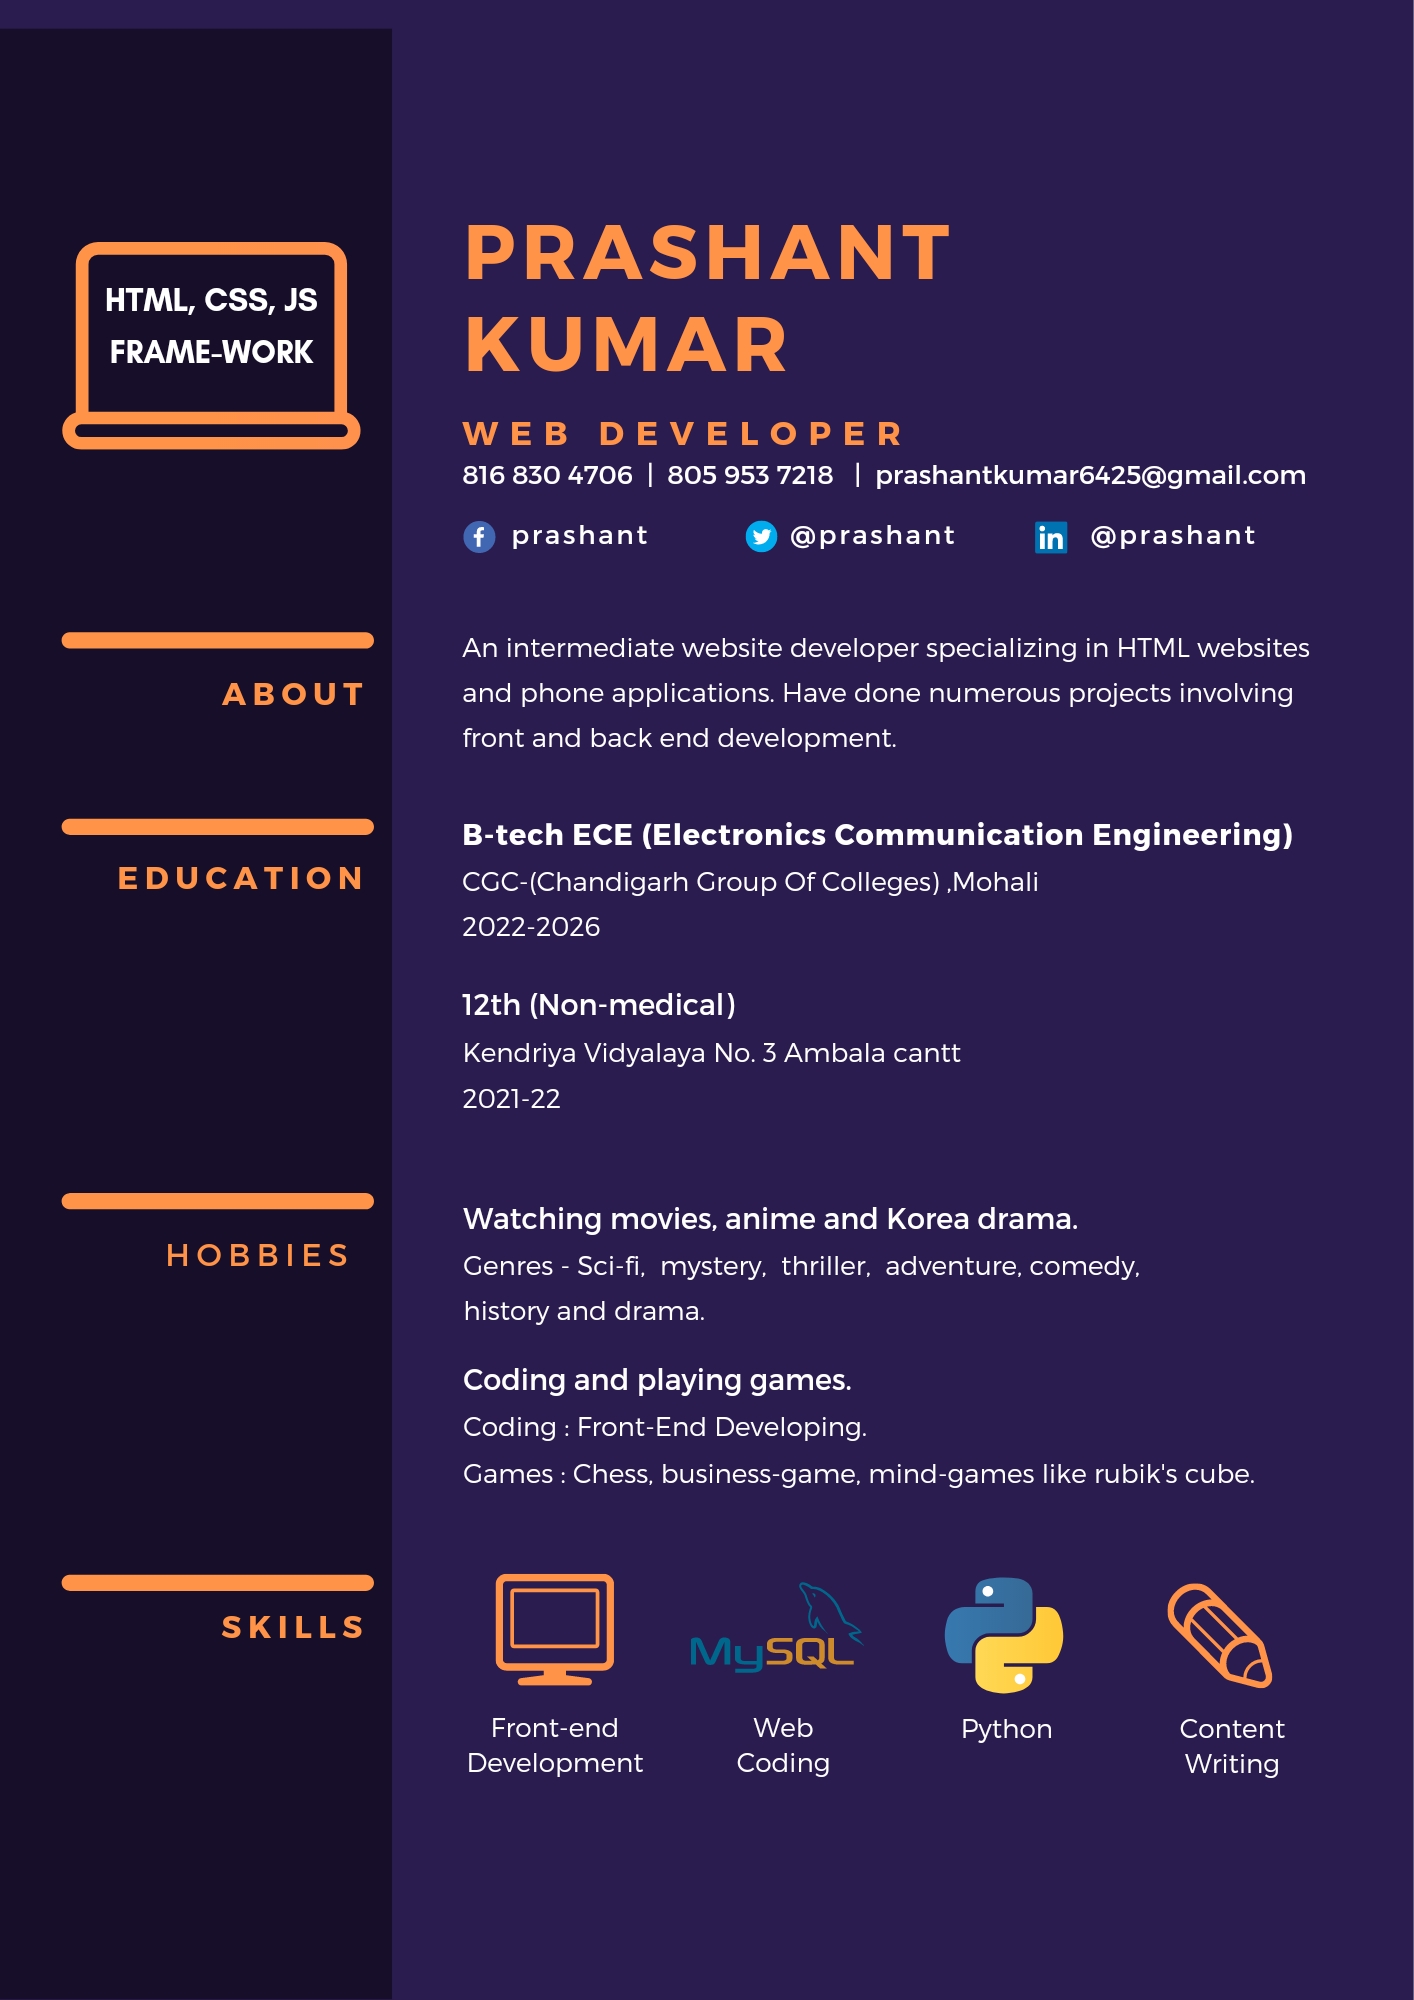 HTML, CSS, JS
FRAME-WORK
PRASHANT
KUMAR
WEB DEVELOPER
816 830 4706 | 805 953 7218 | prashantkumar6425@gmail.com
prashant @prashant @prashant
ABOUT
An intermediate website developer specializing in HTML websites
and phone applications. Have done numerous projects involving
front and back end development.
EDUCATION
B-tech ECE (Electronics Communication Engineering)
CGC-(Chandigarh Group Of Colleges) ,Mohali
2022-2026
12th (Non-medical)
Kendriya Vidyalaya No. 3 Ambala cantt
2021-22
HOBBIES
Watching movies, anime and Korea drama.
Genres - Sci-fi, mystery, thriller, adventure, comedy,
history and drama.
Coding and playing games.
Coding : Front-End Developing.
Games : Chess, business-game, mind-games like rubik's cube.
SKILLS
MySQL
Front-end
Development
Web
Coding
Python
Content
Writing